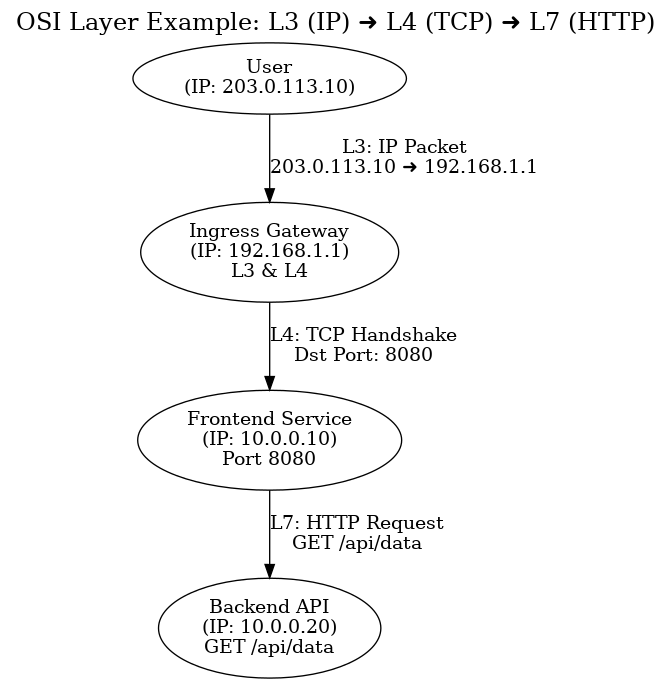 OSI Layer Example: L3 (IP) ➜ L4 (TCP) ➜ L7 (HTTP)
User
(IP: 203.0.113.10)
L3: IP Packet
203.0.113.10 ➜ 192.168.1.1
Ingress Gateway
(IP: 192.168.1.1)
L3 & L4
L4: TCP Handshake
Dst Port: 8080
Frontend Service
(IP: 10.0.0.10)
Port 8080
L7: HTTP Request
GET /api/data
Backend API
(IP: 10.0.0.20)
GET /api/data